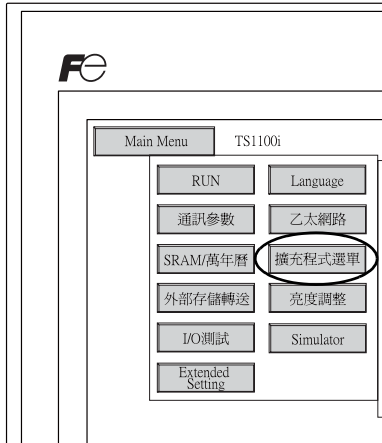 Fe
Main Menu TS1100i
RUN Language
通訊參數 乙太網路
SRAM/萬年曆 擴充程式選單
外部存儲轉送 亮度調整
I/O測試 Simulator
Extended
Setting